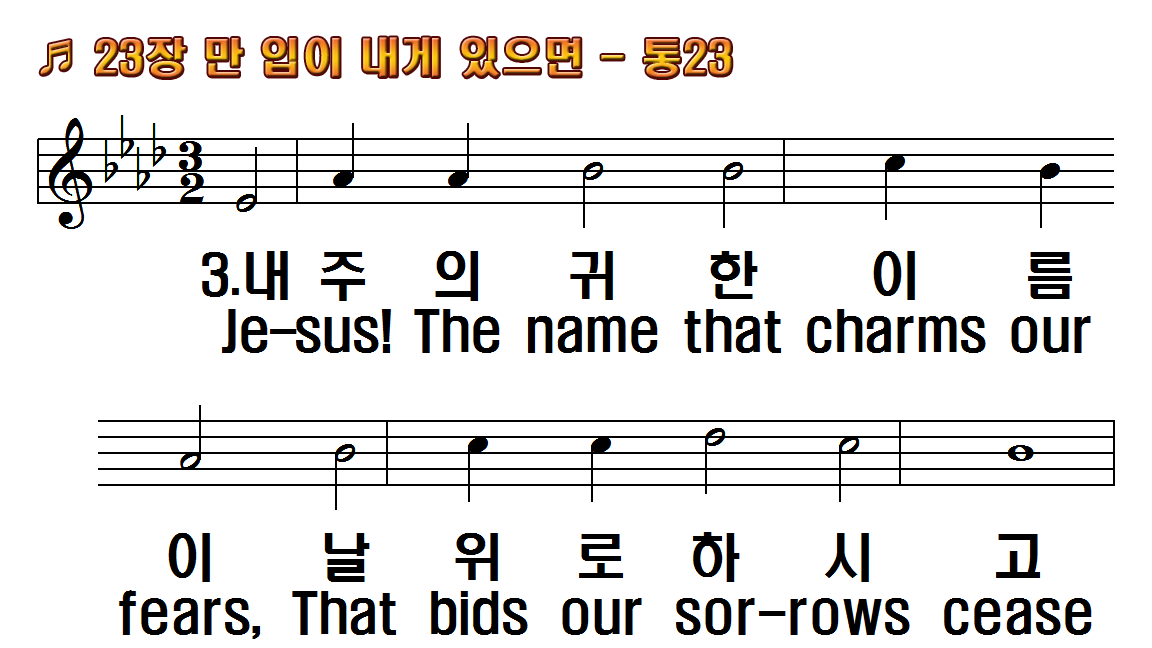 ♬ 23장 만 입이 내게 있으면 - 통23
3.내 주 의 귀 한 이 름
Je-sus! The name that charms our
이 날 위 로 하 시 고
fears, That bids our sor-rows cease